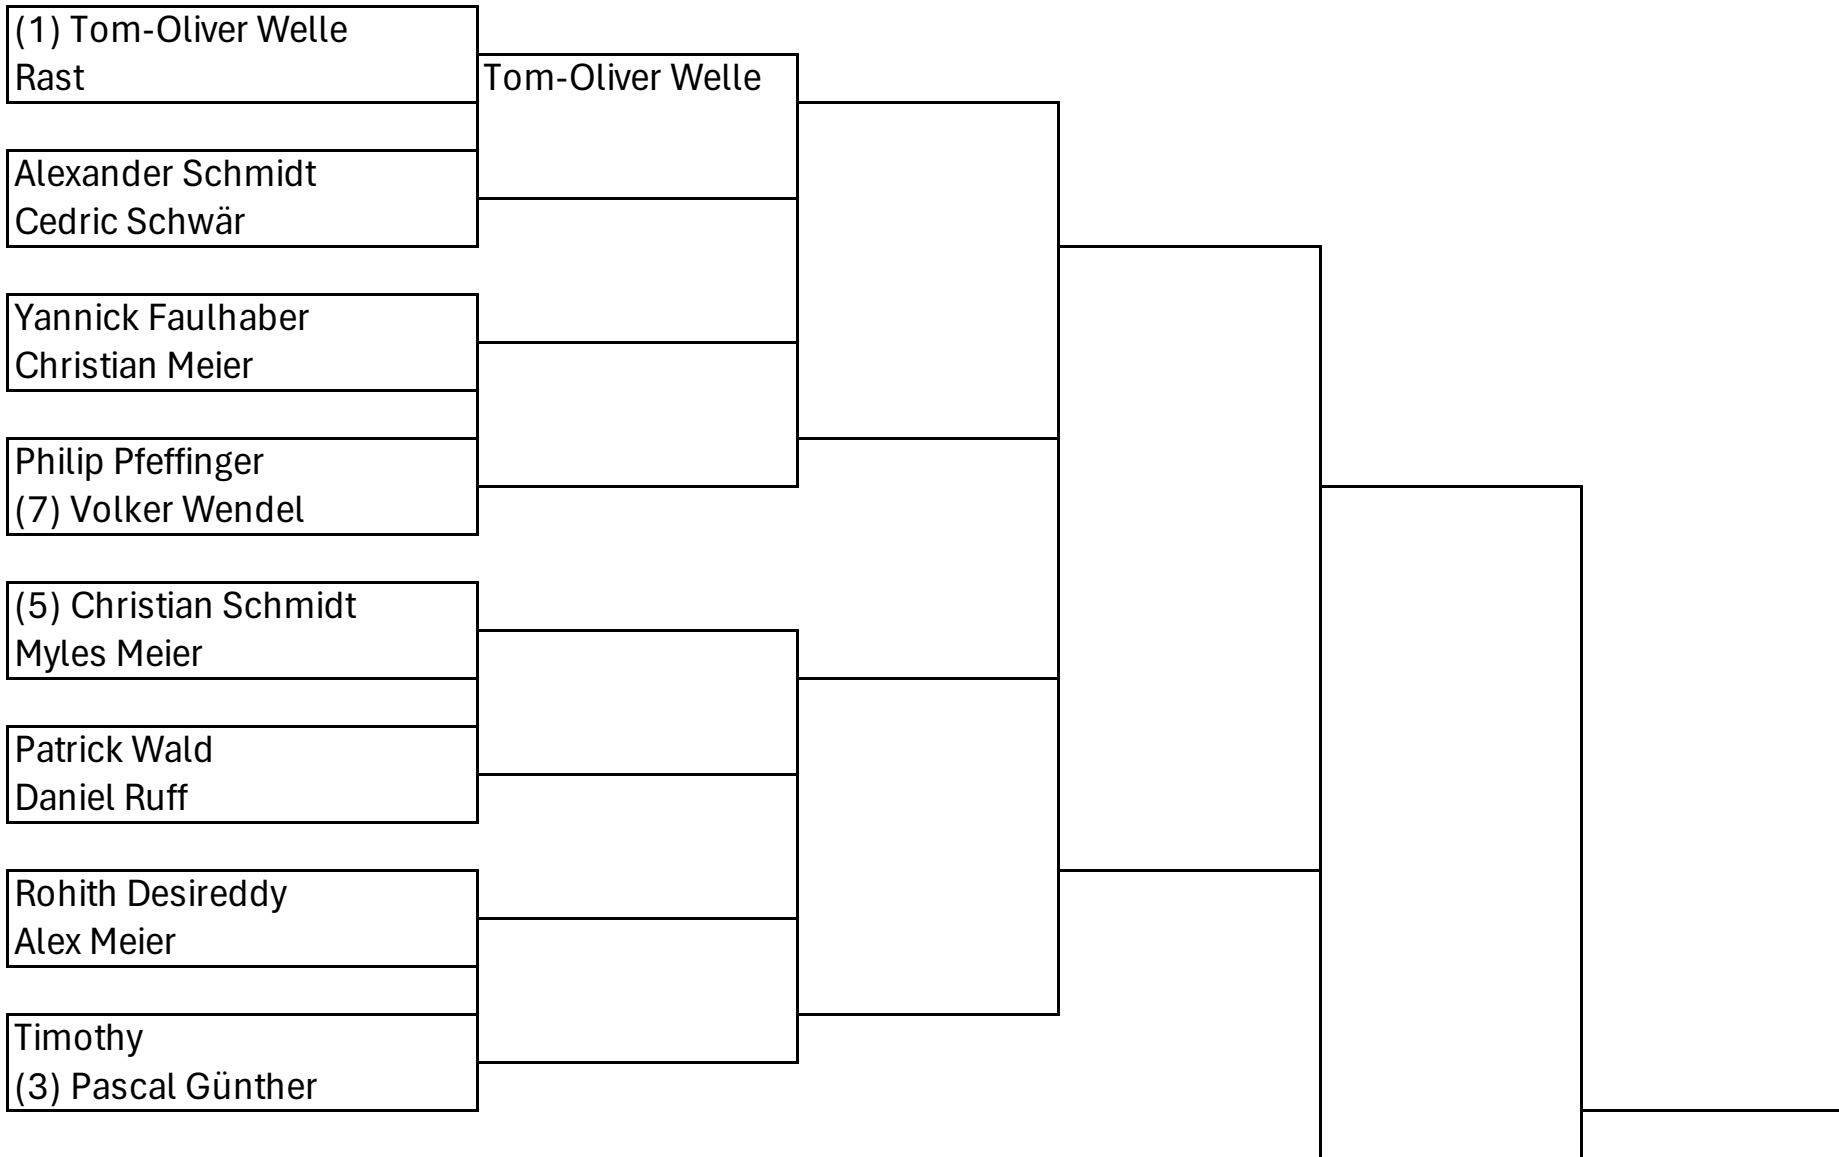 (1) Tom-Oliver Welle
Rast
Tom-Oliver Welle
Alexander Schmidt
Cedric Schwär
Yannick Faulhaber
Christian Meier
Philip Pfeffinger
(7) Volker Wendel
(5) Christian Schmidt
Myles Meier
Patrick Wald
Daniel Ruff
Rohith Desireddy
Alex Meier
Timothy
(3) Pascal Günther